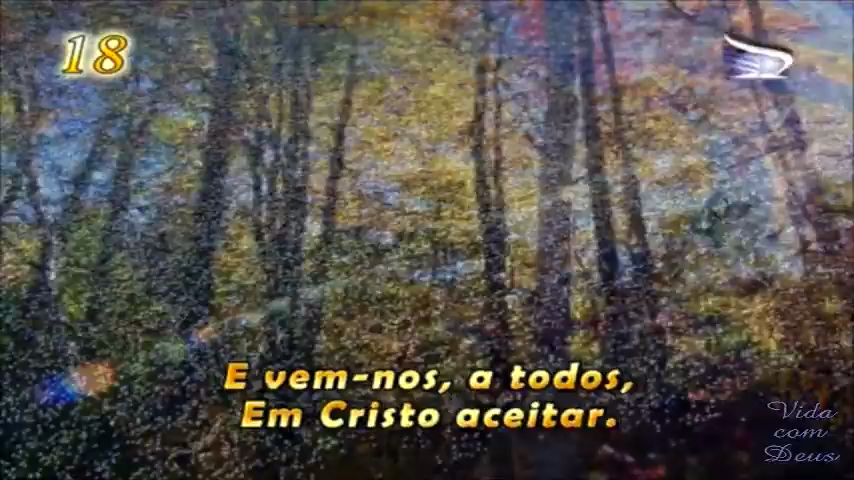 18
E vem-nos, a todos,
Em Cristo aceitar.
Vida
com
Deus